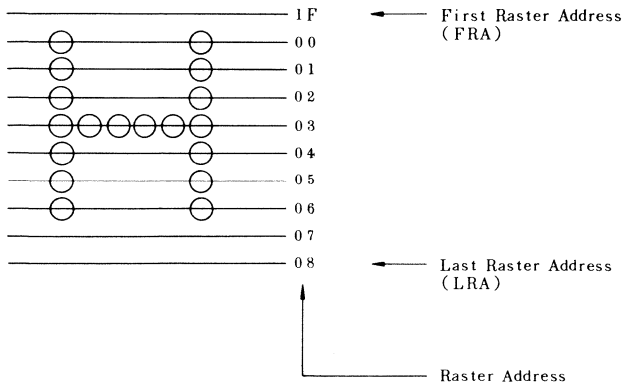 1F First Raster Address
(FRA)
00
01
02
03
04
05
06
07
08 Last Raster Address
(LRA)
Raster Address